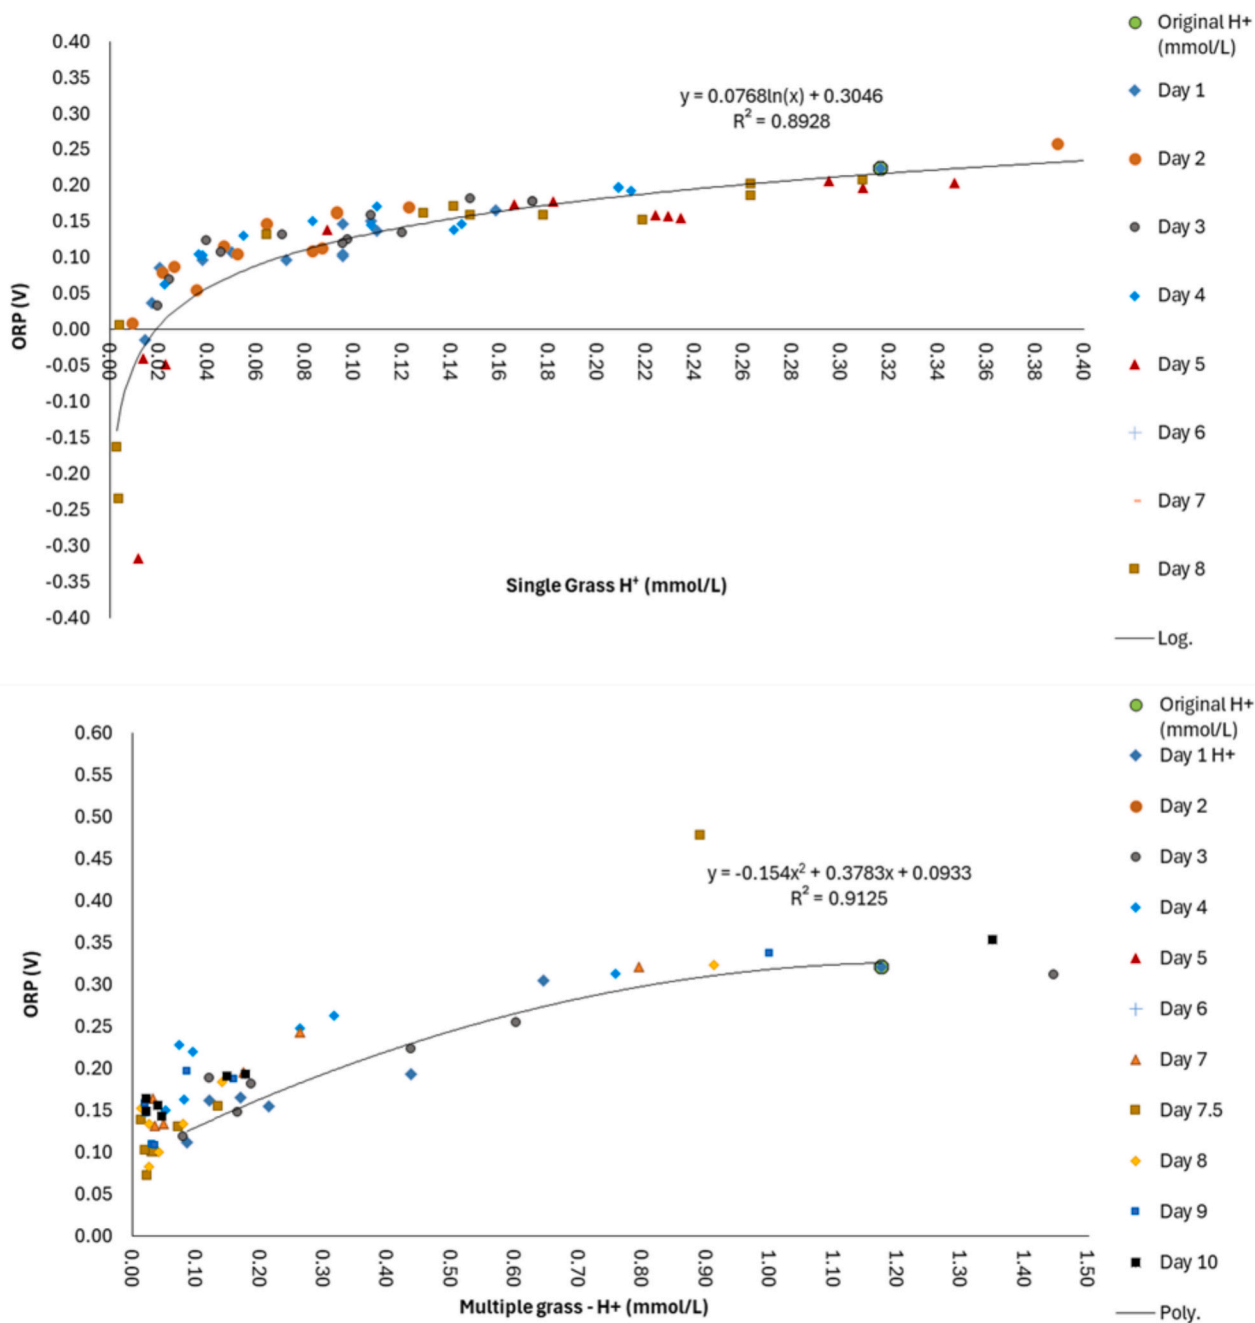 0.40
0.35
0.30
0.25
0.20
0.15
0.10
0.05
0.00
-0.05
-0.10
-0.15
-0.20
-0.25
-0.30
-0.35
-0.40
ORP (V)
y = 0.0768ln(x) + 0.3046
R² = 0.8928
0.00 0.02 0.04 0.06 0.08 0.10 0.12 0.14 0.16 0.18 0.20 0.22 0.24 0.26 0.28 0.30 0.32 0.34 0.36 0.38 0.40
Single Grass H⁺ (mmol/L)
Original H+
(mmol/L)
Day 1
Day 2
Day 3
Day 4
Day 5
Day 6
Day 7
Day 8
Log.
0.60
0.55
0.50
0.45
0.40
0.35
0.30
0.25
0.20
0.15
0.10
0.05
0.00
ORP (V)
y = -0.154x² + 0.3783x + 0.0933
R² = 0.9125
0.00 0.10 0.20 0.30 0.40 0.50 0.60 0.70 0.80 0.90 1.00 1.10 1.20 1.30 1.40 1.50
Multiple grass - H+ (mmol/L)
Original H+
(mmol/L)
Day 1 H+
Day 2
Day 3
Day 4
Day 5
Day 6
Day 7
Day 7.5
Day 8
Day 9
Day 10
Poly.